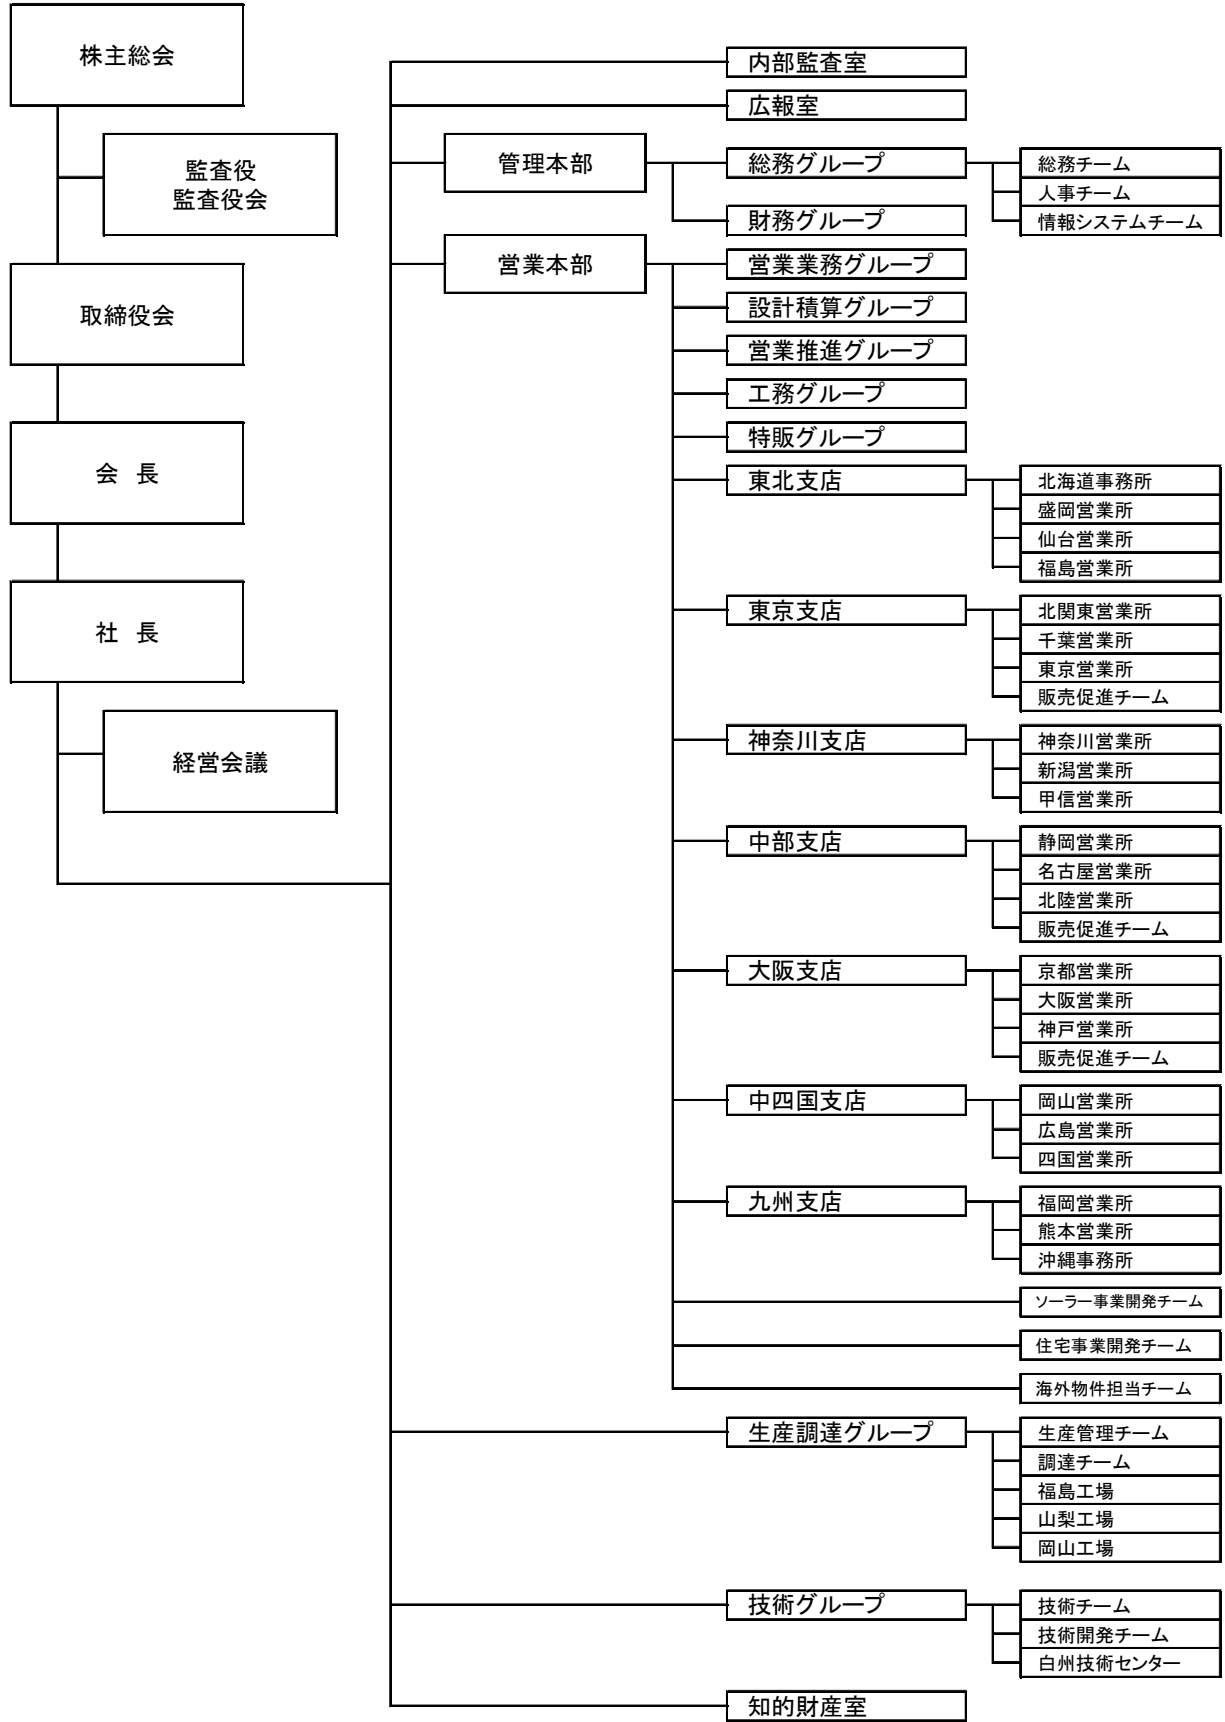 株主総会
監査役
監査役会
取締役会
会 長
社 長
経営会議
内部監査室
広報室
管理本部
総務グループ
総務チーム
人事チーム
情報システムチーム
財務グループ
営業本部
営業業務グループ
設計積算グループ
営業推進グループ
工務グループ
特販グループ
東北支店
北海道事務所
盛岡営業所
仙台営業所
福島営業所
東京支店
北関東営業所
千葉営業所
東京営業所
販売促進チーム
神奈川支店
神奈川営業所
新潟営業所
甲信営業所
中部支店
静岡営業所
名古屋営業所
北陸営業所
販売促進チーム
大阪支店
京都営業所
大阪営業所
神戸営業所
販売促進チーム
中四国支店
岡山営業所
広島営業所
四国営業所
九州支店
福岡営業所
熊本営業所
沖縄事務所
ソーラー事業開発チーム
住宅事業開発チーム
海外物件担当チーム
生産調達グループ
生産管理チーム
調達チーム
福島工場
山梨工場
岡山工場
技術グループ
技術チーム
技術開発チーム
白州技術センター
知的財産室